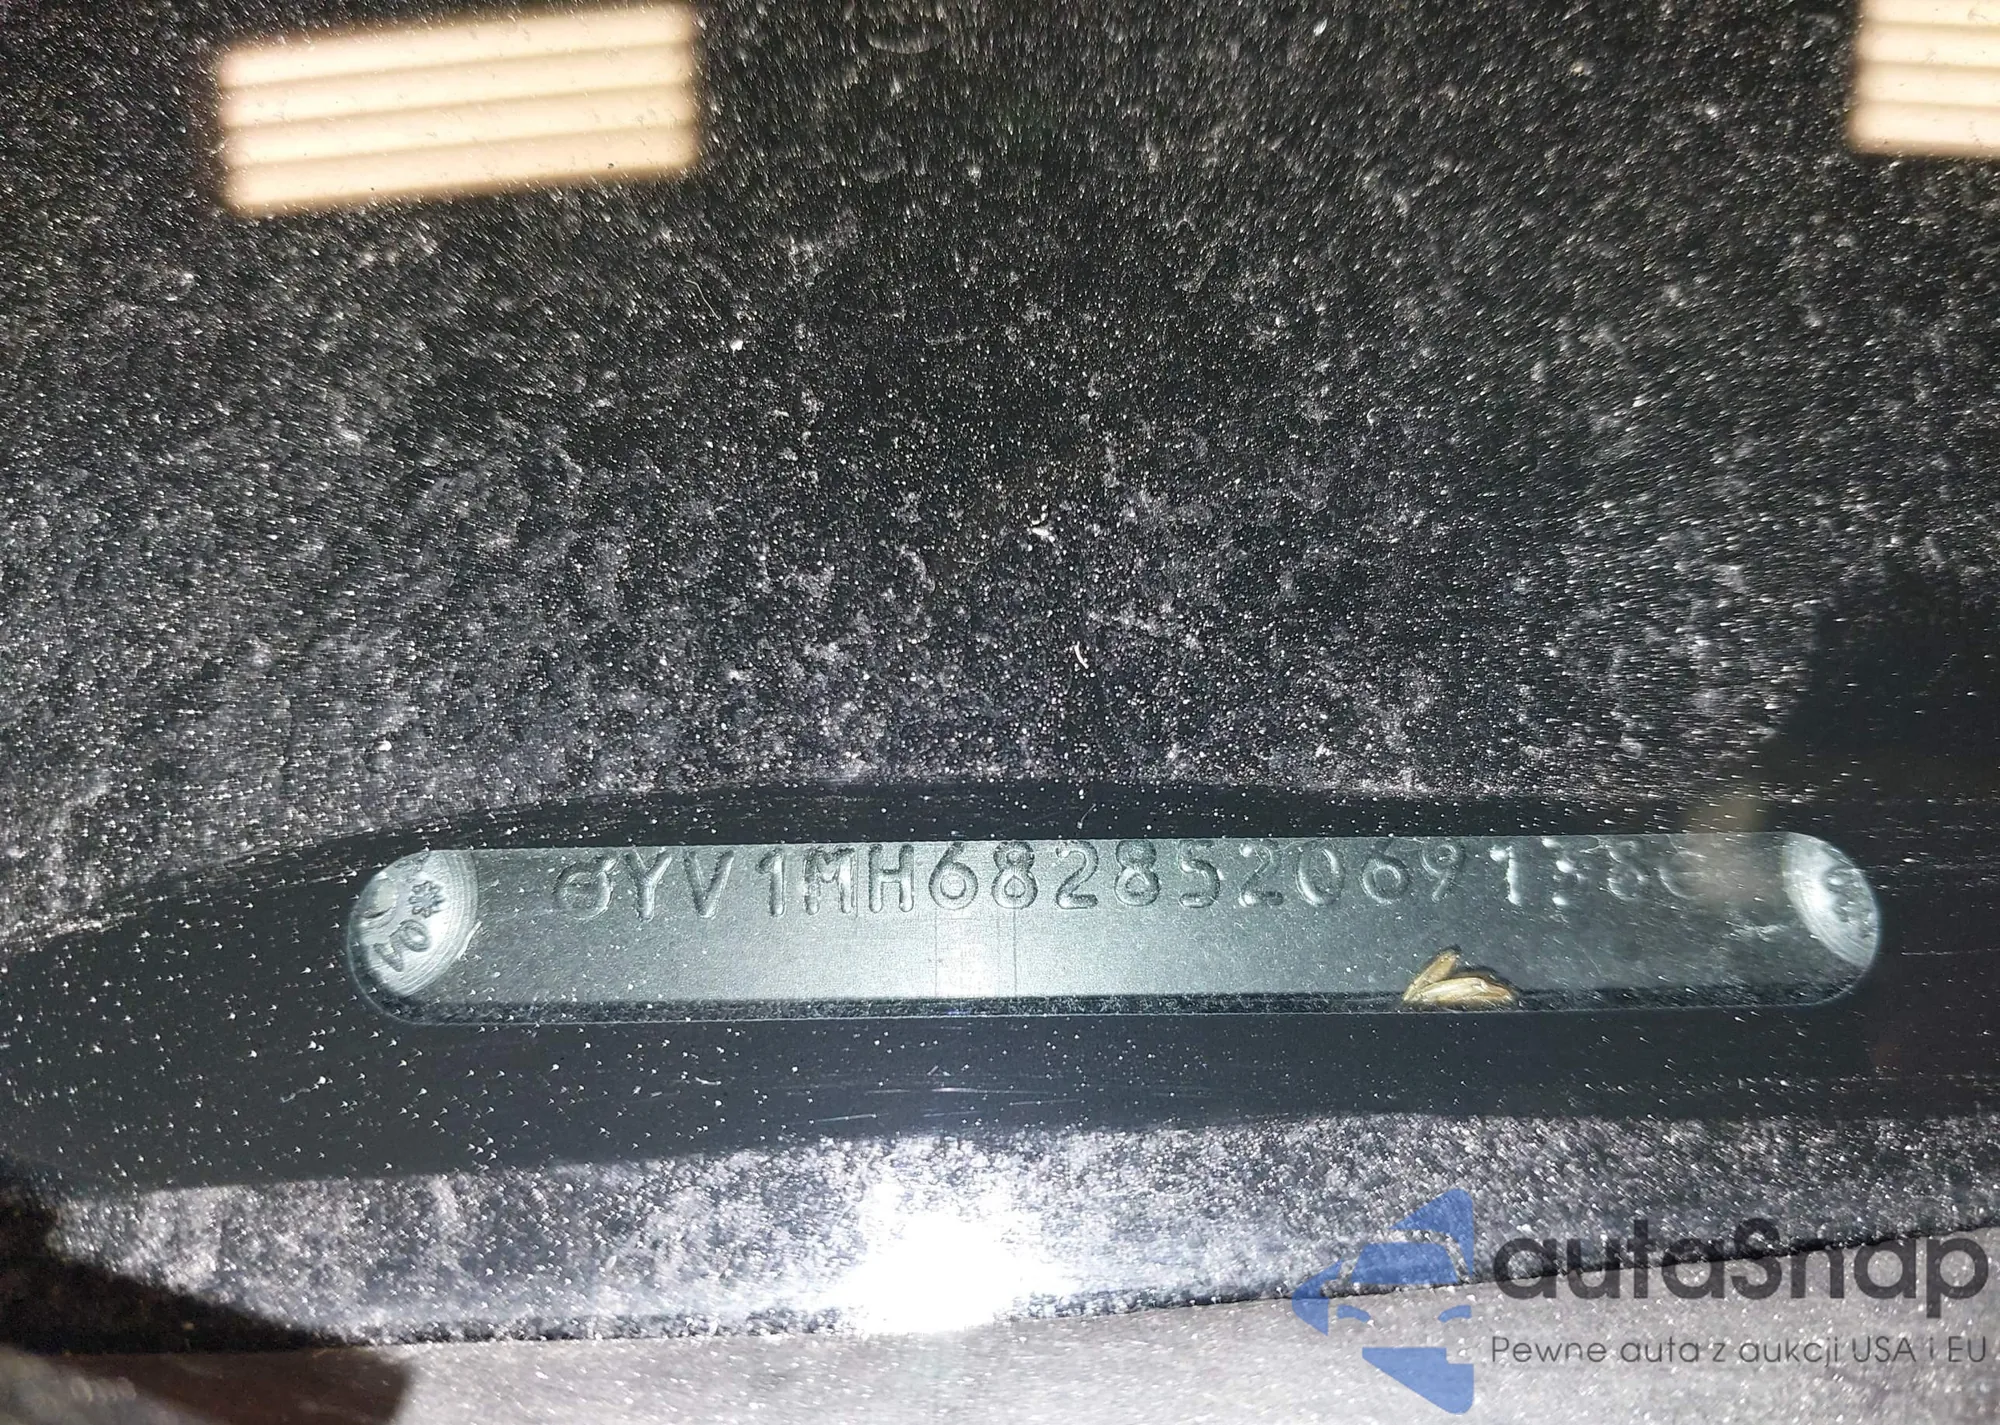 YV1MH682852069138
autaSnap
Pewne auta z aukcji USA i EU